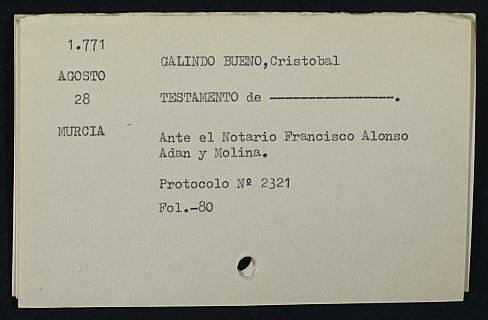 1.771
AGOSTO
28
MURCIA
GALINDO BUENO,Cristobal
TESTAMENTO de ----------------.
Ante el Notario Francisco Alonso
Adan y Molina.
Protocolo Nº 2321
Fol.-80